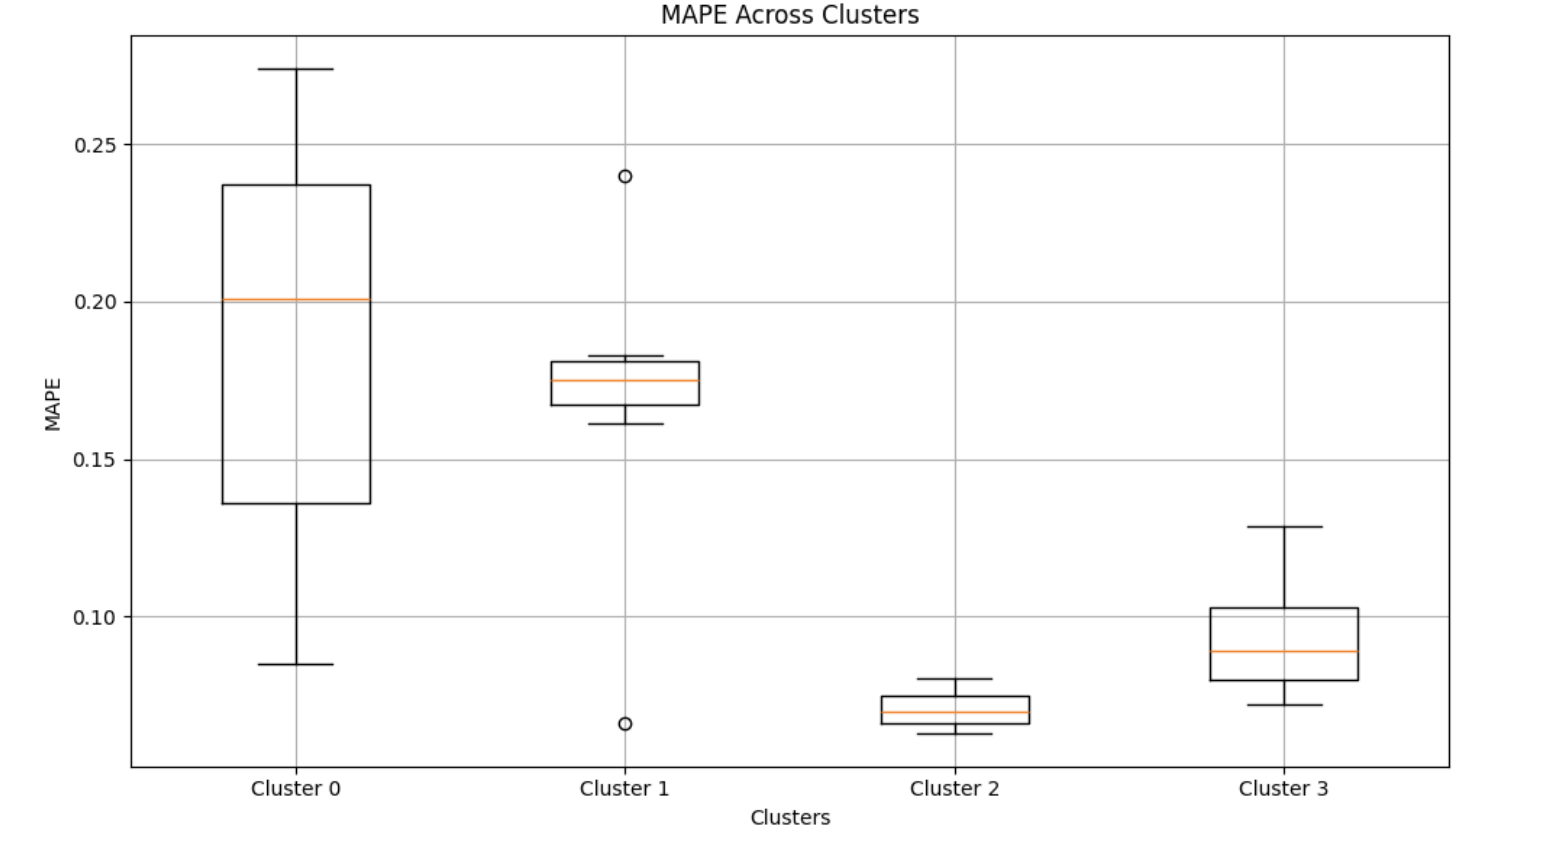 MAPE Across Clusters
0.25
0.20
0.15
0.10
MAPE
Cluster 0
Cluster 1
Cluster 2
Cluster 3
Clusters